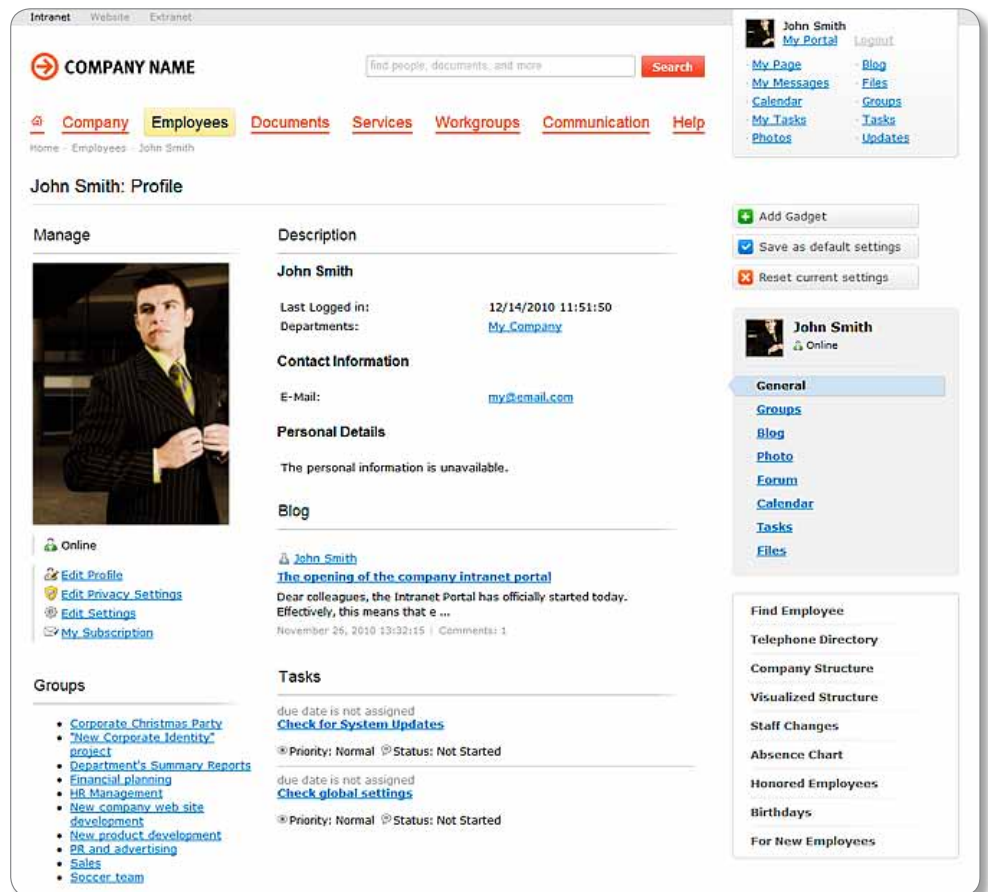 Intranet Website Extranet
COMPANY NAME
find people, documents, and more
Search
John Smith
My Portal Logout
My Page
My Messages
Calendar
My Tasks
Photos
Blog
Files
Groups
Tasks
Updates
Company Employees Documents Services Workgroups Communication Help
Home - Employees - John Smith
John Smith: Profile
Manage
Online
Edit Profile
Edit Privacy Settings
Edit Settings
My Subscription
Groups
Corporate Christmas Party
"New Corporate Identity"
project
Department's Summary Reports
Financial planning
HR Management
New company web site
development
New product development
PR and advertising
Sales
Soccer team
Description
John Smith
Last Logged in: 12/14/2010 11:51:50
Departments: My Company
Contact Information
E-Mail: my@email.com
Personal Details
The personal information is unavailable.
Blog
John Smith
The opening of the company intranet portal
Dear colleagues, the Intranet Portal has officially started today.
Effectively, this means that e ...
November 26, 2010 13:32:15 | Comments: 1
Tasks
due date is not assigned
Check for System Updates
Priority: Normal Status: Not Started
due date is not assigned
Check global settings
Priority: Normal Status: Not Started
Add Gadget
Save as default settings
Reset current settings
John Smith
Online
General
Groups
Blog
Photo
Forum
Calendar
Tasks
Files
Find Employee
Telephone Directory
Company Structure
Visualized Structure
Staff Changes
Absence Chart
Honored Employees
Birthdays
For New Employees